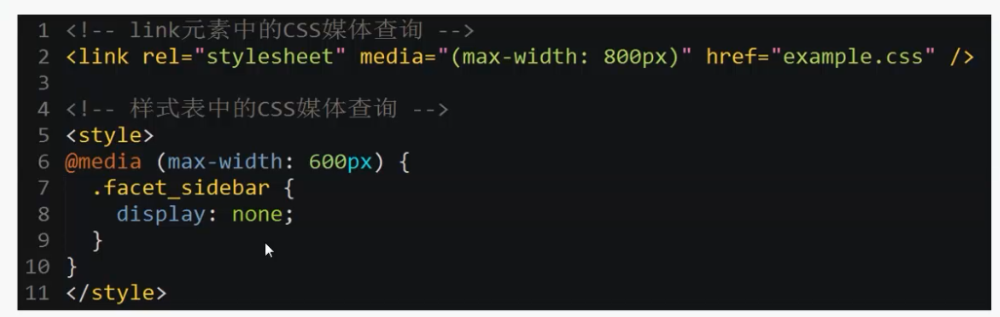 1 <!-- link元素中的CSS媒体查询 -->
2 <link rel="stylesheet" media="(max-width: 800px)" href="example.css" />
3
4 <!-- 样式表中的CSS媒体查询 -->
5 <style>
6 @media (max-width: 600px) {
7   .facet_sidebar {
8     display: none;
9   }
10 }
11 </style>